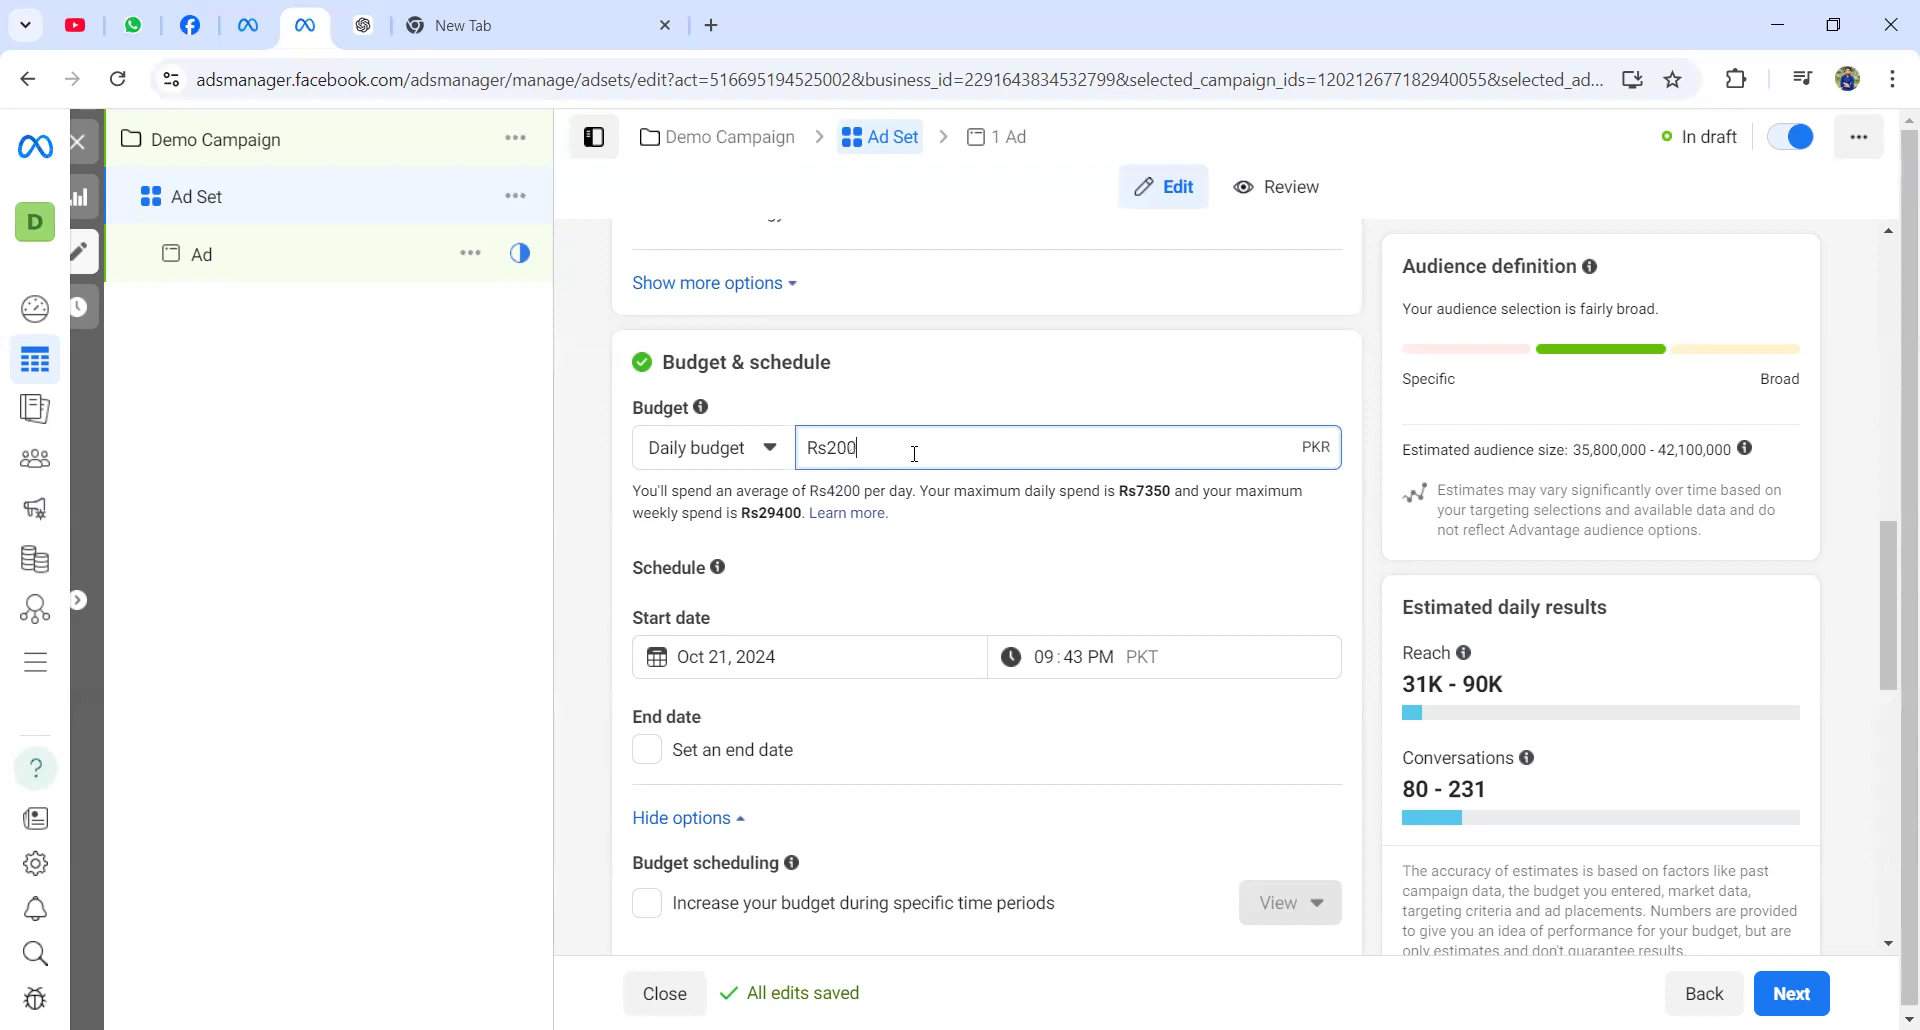 New Tab
adsmanager.facebook.com/adsmanager/manage/adsets/edit?act=516695194525002&business_id=2291643834532799&selected_campaign_ids=120212677182940055&selected_ad...
Demo Campaign
Ad Set
Ad
D
Demo Campaign > Ad Set > 1 Ad
In draft
Edit
Review
Show more options
Budget & schedule
Budget
Daily budget
Rs200
PKR
You'll spend an average of Rs4200 per day. Your maximum daily spend is Rs7350 and your maximum
weekly spend is Rs29400. Learn more.
Schedule
Start date
Oct 21, 2024
09:43 PM PKT
End date
Set an end date
Hide options
Budget scheduling
Increase your budget during specific time periods
View
Close
All edits saved
Back
Next
Audience definition
Your audience selection is fairly broad.
Specific
Broad
Estimated audience size: 35,800,000 - 42,100,000
Estimates may vary significantly over time based on
your targeting selections and available data and do
not reflect Advantage audience options.
Estimated daily results
Reach
31K - 90K
Conversations
80 - 231
The accuracy of estimates is based on factors like past
campaign data, the budget you entered, market data,
targeting criteria and ad placements. Numbers are provided
to give you an idea of performance for your budget, but are
only estimates and don't guarantee results.